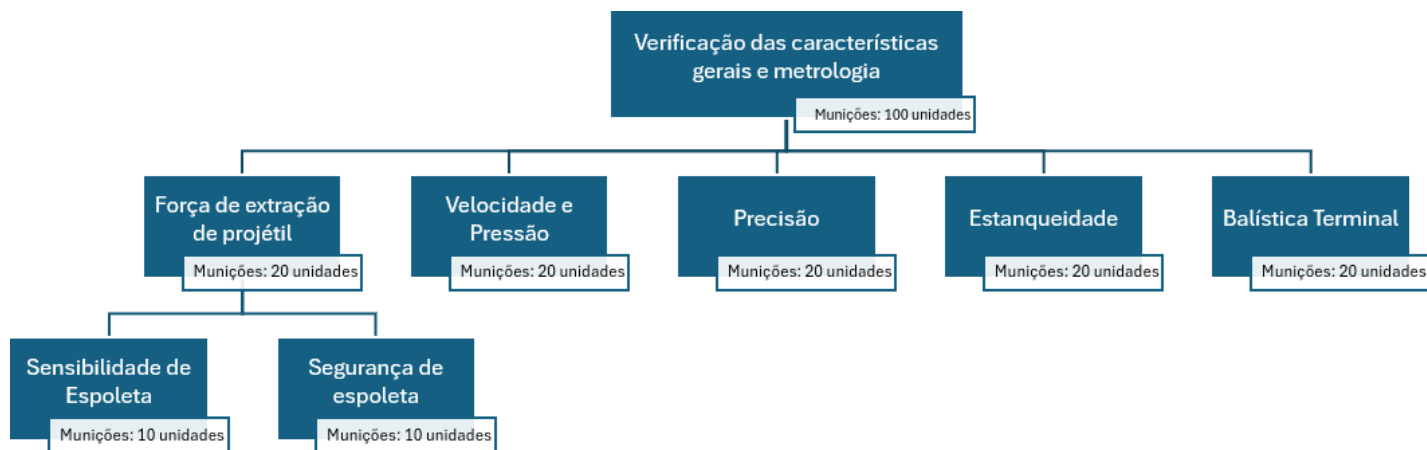 Verificação das características
gerais e metrologia
Munições: 100 unidades
Força de extração
de projétil
Munições: 20 unidades
Velocidade e
Pressão
Munições: 20 unidades
Precisão
Munições: 20 unidades
Estanqueidade
Munições: 20 unidades
Balística Terminal
Munições: 20 unidades
Sensibilidade de
Espoleta
Munições: 10 unidades
Segurança de
espoleta
Munições: 10 unidades